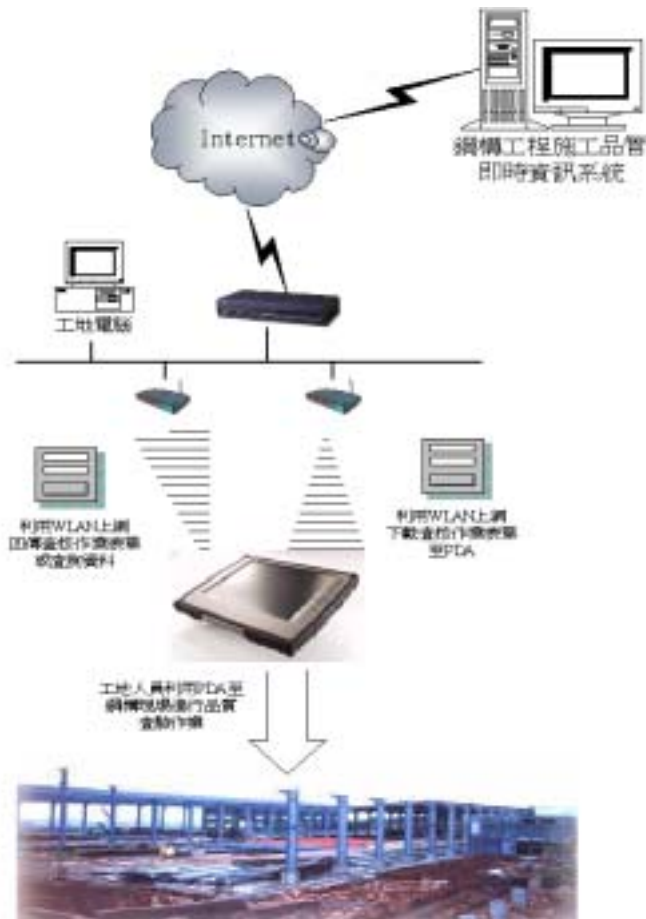 Internet
鋼構工程施工品管
即時資訊系統
工地電腦
利用WLAN上網
回傳查核作業表單
或查詢資料
利用WLAN上網
下載查核作業表單
至PDA
工地人員利用PDA至
鋼構現場進行品質
查驗作業